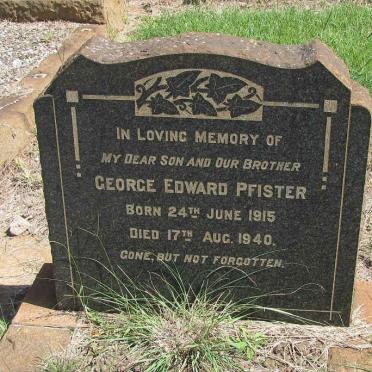 IN LOVING MEMORY OF
MY DEAR SON AND OUR BROTHER
GEORGE EDWARD PFISTER
BORN 24TH JUNE 1915
DIED 17TH AUG. 1940.
GONE, BUT NOT FORGOTTEN.